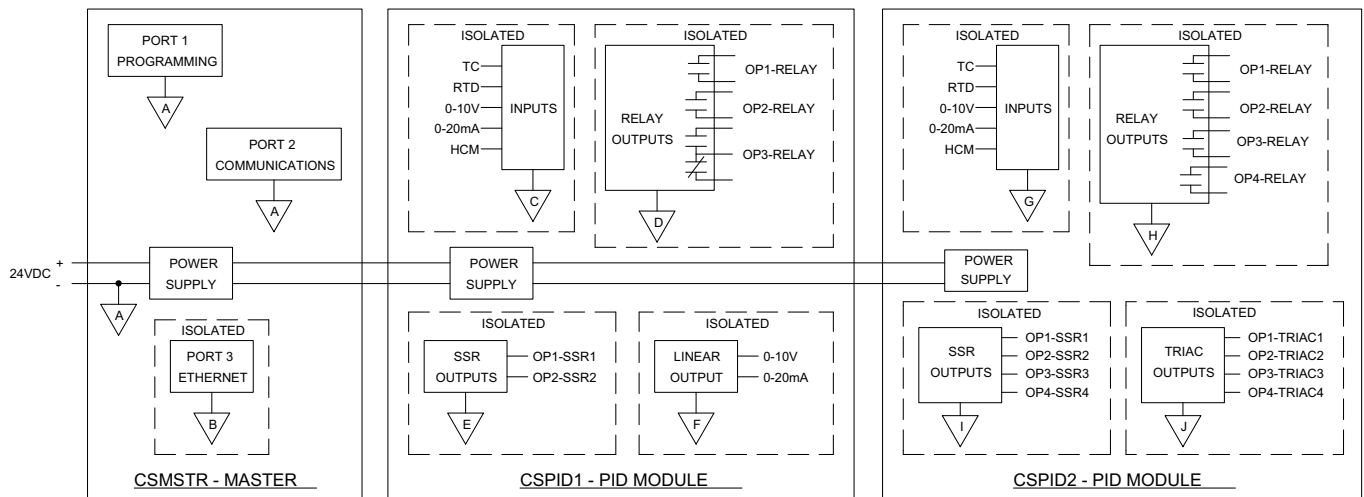 PORT 1
PROGRAMMING
A
PORT 2
COMMUNICATIONS
A
24VDC
+
-
POWER
SUPPLY
A
ISOLATED
PORT 3
ETHERNET
B
CSMSTR - MASTER
ISOLATED
TC
RTD
0-10V
0-20mA
HCM
INPUTS
C
ISOLATED
RELAY
OUTPUTS
OP1-RELAY
OP2-RELAY
OP3-RELAY
D
POWER
SUPPLY
ISOLATED
SSR
OUTPUTS
OP1-SSR1
OP2-SSR2
E
ISOLATED
LINEAR
OUTPUT
0-10V
0-20mA
F
CSPID1 - PID MODULE
ISOLATED
TC
RTD
0-10V
0-20mA
HCM
INPUTS
G
ISOLATED
RELAY
OUTPUTS
OP1-RELAY
OP2-RELAY
OP3-RELAY
OP4-RELAY
H
POWER
SUPPLY
ISOLATED
SSR
OUTPUTS
OP1-SSR1
OP2-SSR2
OP3-SSR3
OP4-SSR4
I
ISOLATED
TRIAC
OUTPUTS
OP1-TRIAC1
OP2-TRIAC2
OP3-TRIAC3
OP4-TRIAC4
J
CSPID2 - PID MODULE